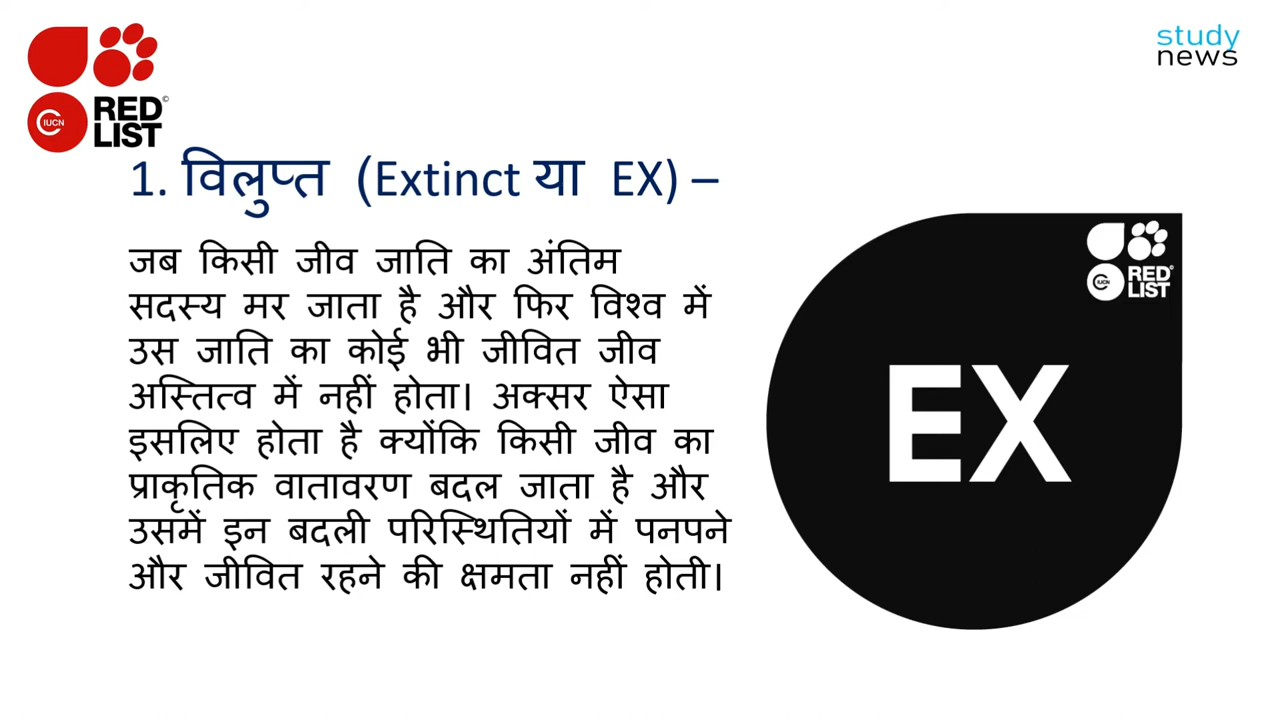 study
news
IUCN
RED
LIST
1. विलुप्त (Extinct या EX) –
जब किसी जीव जाति का अंतिम
सदस्य मर जाता है और फिर विश्व में
उस जाति का कोई भी जीवित जीव
अस्तित्व में नहीं होता। अक्सर ऐसा
इसलिए होता है क्योंकि किसी जीव का
प्राकृतिक वातावरण बदल जाता है और
उसमें इन बदली परिस्थितियों में पनपने
और जीवित रहने की क्षमता नहीं होती।
IUCN
RED
LIST
EX